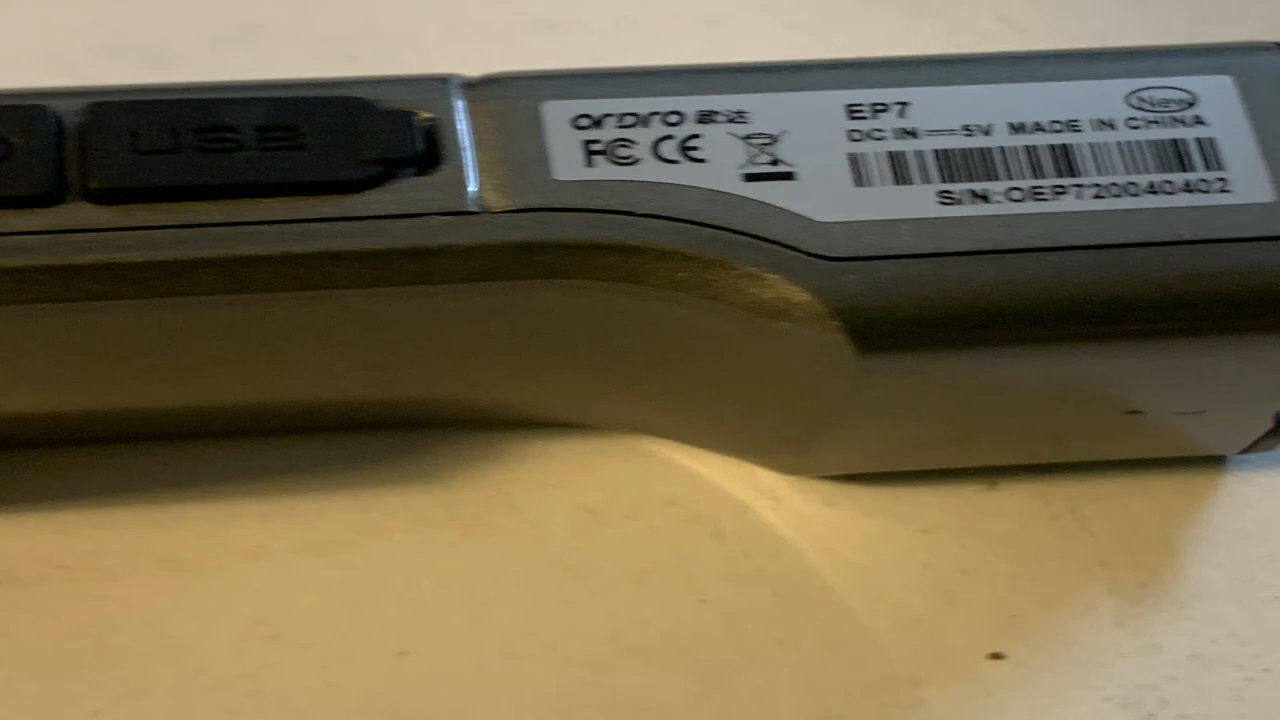 USB
ORDRO 欧达
FC CE
EP7
New
DC IN 5V MADE IN CHINA
S/N:OEP720040402